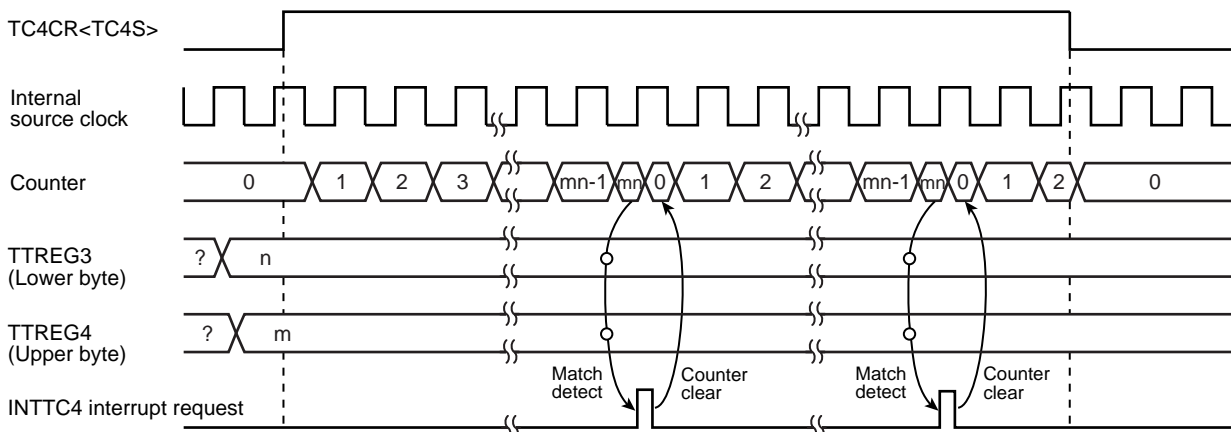 TC4CR<TC4S>
Internal
source clock
Counter
0 1 2 3 mn-1 mn 0 1 2 mn-1 mn 0 1 2 0
TTREG3
(Lower byte)
? n
TTREG4
(Upper byte)
? m
Match
detect
Counter
clear
Match
detect
Counter
clear
INTTC4 interrupt request